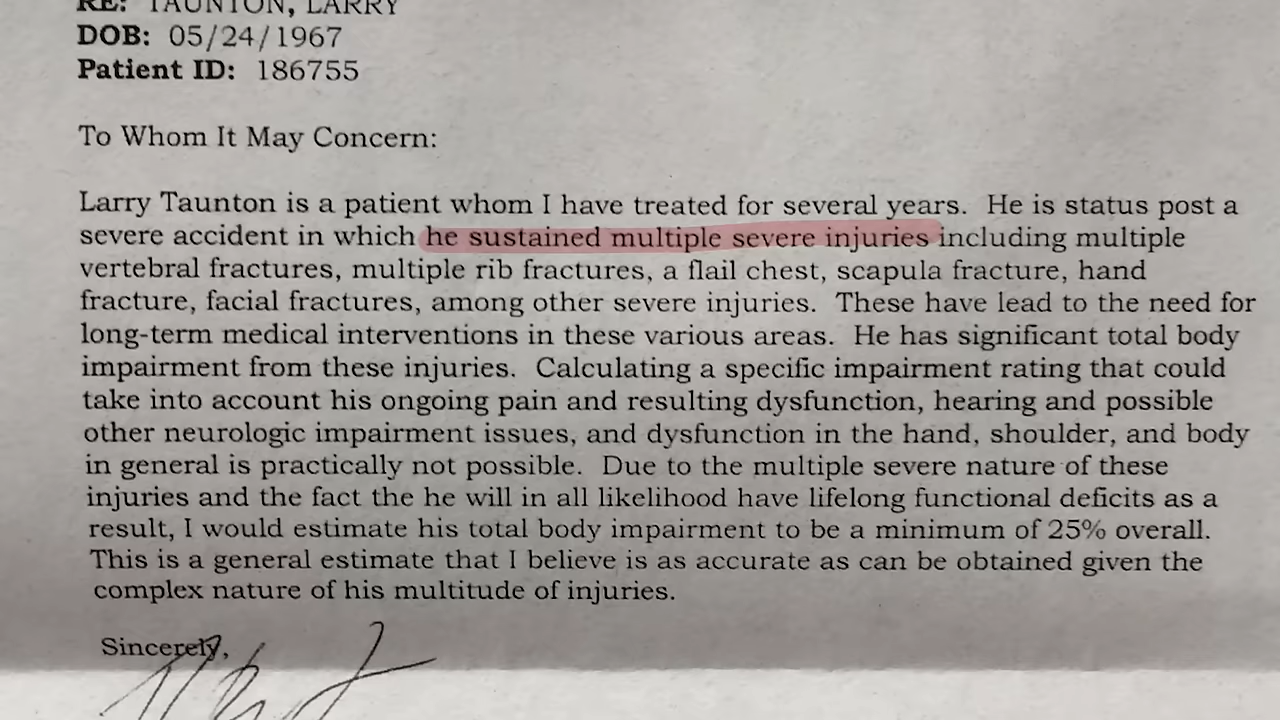 RE: TAUNTON, LARRY
DOB: 05/24/1967
Patient ID: 186755
To Whom It May Concern:
Larry Taunton is a patient whom I have treated for several years. He is status post a
severe accident in which he sustained multiple severe injuries including multiple
vertebral fractures, multiple rib fractures, a flail chest, scapula fracture, hand
fracture, facial fractures, among other severe injuries. These have lead to the need for
long-term medical interventions in these various areas. He has significant total body
impairment from these injuries. Calculating a specific impairment rating that could
take into account his ongoing pain and resulting dysfunction, hearing and possible
other neurologic impairment issues, and dysfunction in the hand, shoulder, and body
in general is practically not possible. Due to the multiple severe nature of these
injuries and the fact the he will in all likelihood have lifelong functional deficits as a
result, I would estimate his total body impairment to be a minimum of 25% overall.
This is a general estimate that I believe is as accurate as can be obtained given the
complex nature of his multitude of injuries.
Sincerely,